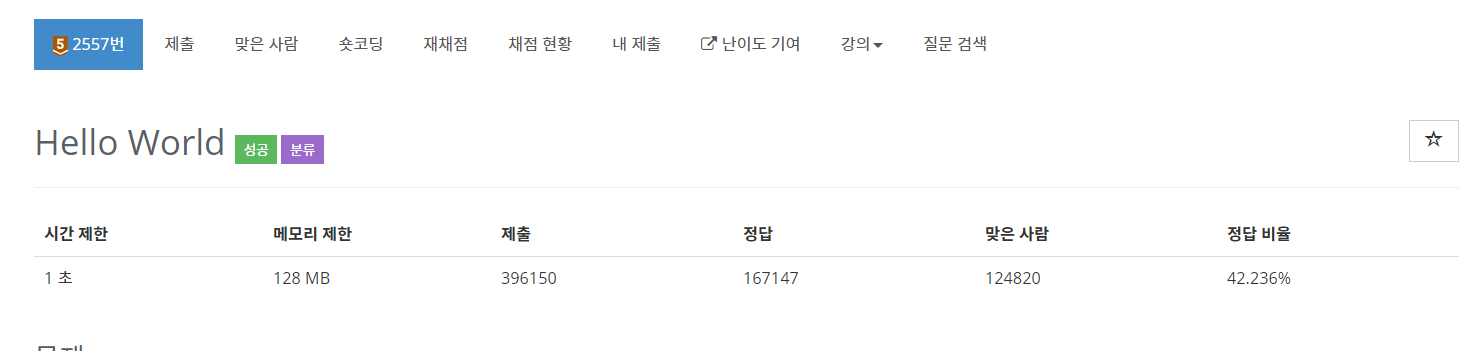 5 2557번 제출 맞은 사람 숏코딩 재채점 채점 현황 내 제출 난이도 기여 강의 질문 검색
Hello World 성공 분류
시간 제한 메모리 제한 제출 정답 맞은 사람 정답 비율
1 초 128 MB 396150 167147 124820 42.236%